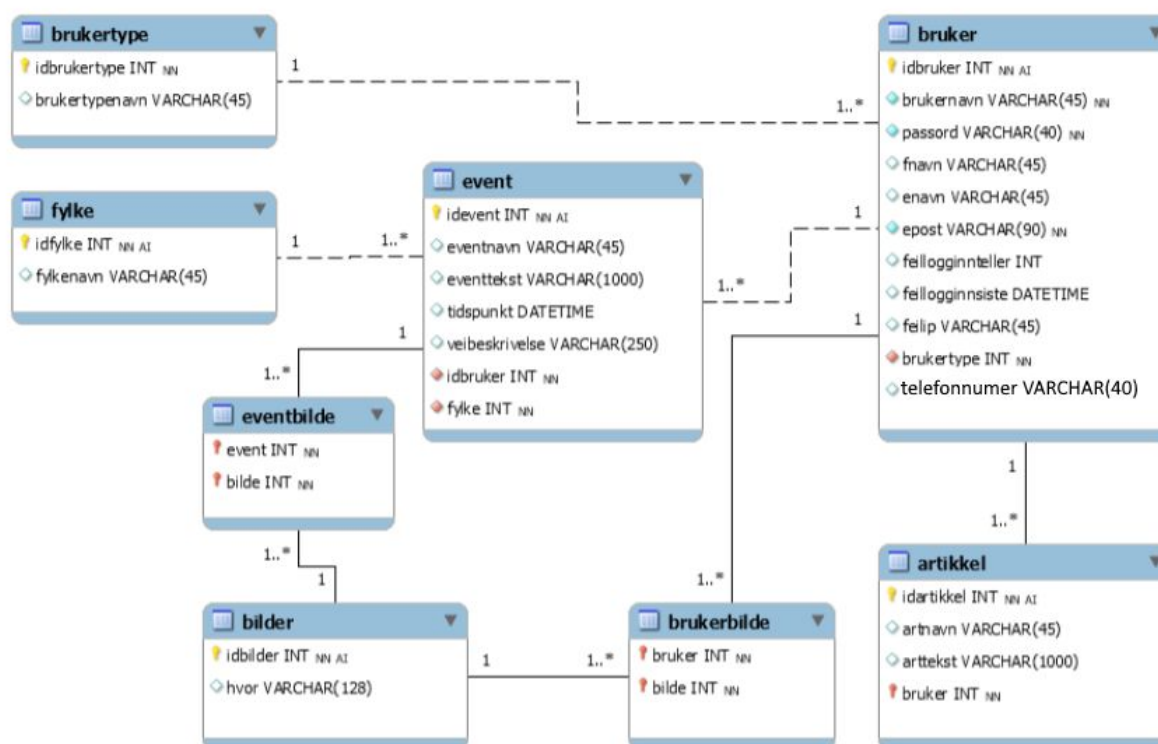 brukertype
idbrukertype INT NN
brukertypenavn VARCHAR(45)
1
1..*
bruker
idbruker INT NN AI
brukernavn VARCHAR(45) NN
passord VARCHAR(40) NN
fnavn VARCHAR(45)
enavn VARCHAR(45)
epost VARCHAR(90) NN
feillogginnteller INT
feillogginnsiste DATETIME
feilip VARCHAR(45)
brukertype INT NN
telefonnumer VARCHAR(40)
fylke
idfylke INT NN AI
fylkenavn VARCHAR(45)
1
1..*
event
idevent INT NN AI
eventnavn VARCHAR(45)
eventtekst VARCHAR(1000)
tidspunkt DATETIME
veibeskrivelse VARCHAR(250)
idbruker INT NN
fylke INT NN
1
1..*
1
1..*
eventbilde
event INT NN
bilde INT NN
1..*
1
bilder
idbilder INT NN AI
hvor VARCHAR(128)
1
1..*
1
1..*
brukerbilde
bruker INT NN
bilde INT NN
1
1..*
artikkel
idartikkel INT NN AI
artnavn VARCHAR(45)
arttekst VARCHAR(1000)
bruker INT NN